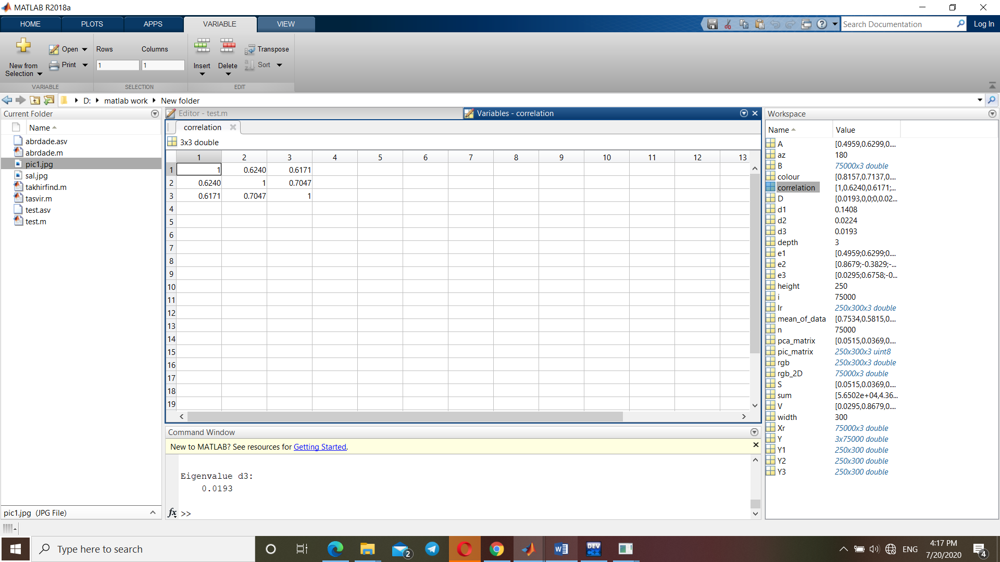 MATLAB R2018a
HOME PLOTS APPS VARIABLE VIEW
Search Documentation Log In
New from Selection
Open
Print
Rows Columns
1 1
Insert Delete Transpose
Sort
VARIABLE SELECTION EDIT
D: matlab work New folder
Current Folder
Name
abrdade.asv
abrdade.m
pic1.jpg
sal.jpg
takhirfind.m
tasvir.m
test.asv
test.m
pic1.jpg (JPG File)
Editor - test.m
Variables - correlation
correlation
3x3 double
1 2 3 4 5 6 7 8 9 10 11 12 13
1 1 0.6240 0.6171
2 0.6240 1 0.7047
3 0.6171 0.7047 1
4
5
6
7
8
9
10
11
12
13
14
15
16
17
18
19
Command Window
New to MATLAB? See resources for Getting Started.
Eigenvalue d3:
0.0193
fx >>
Workspace
Name Value
A [0.4959,0.6299,0....
az 180
B 75000x3 double
colour [0.8157,0.7137,0....
correlation [1,0.6240,0.6171;...
D [0.0193,0,0;0,0.02...
d1 0.1408
d2 0.0224
d3 0.0193
depth 3
e1 [0.4959;0.6299;0....
e2 [0.8679;-0.3829;-...
e3 [0.0295;0.6758;-0...
height 250
i 75000
Ir 250x300x3 double
mean_of_data [0.7534,0.5815,0....
n 75000
pca_matrix [0.0515,0.0369,0....
pic_matrix 250x300x3 uint8
rgb 250x300x3 double
rgb_2D 75000x3 double
S [0.0515,0.0369,0....
sum [5.6502e+04,4.36...
V [0.0295,0.8679,0....
width 300
Xr 75000x3 double
Y 3x75000 double
Y1 250x300 double
Y2 250x300 double
Y3 250x300 double
Type here to search
2
DEV C++
ENG
4:17 PM
7/20/2020
4